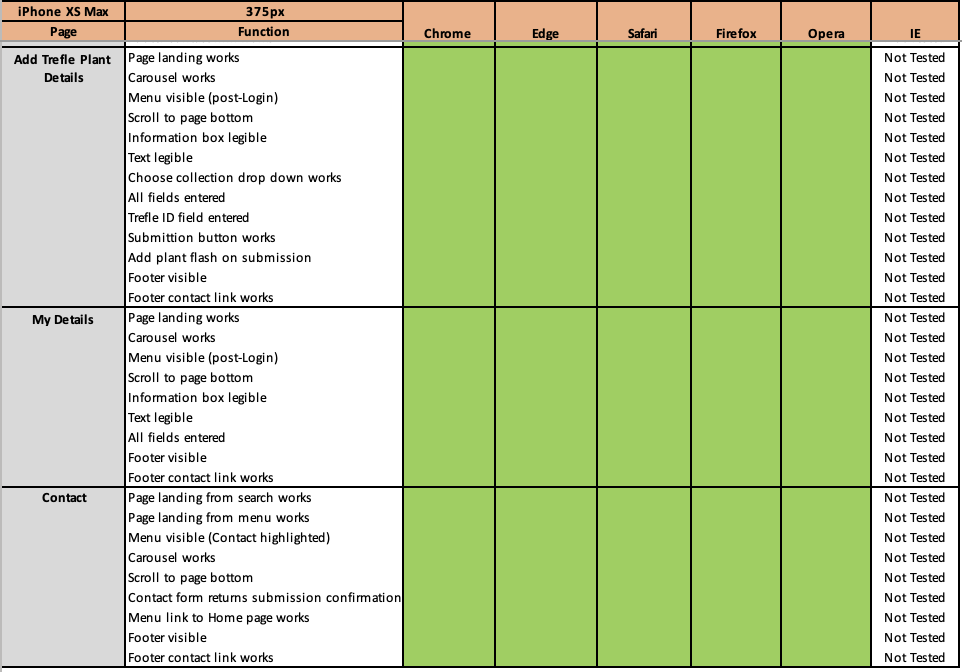 iPhone XS Max 375px
Page Function Chrome Edge Safari Firefox Opera IE
Add Trefle Plant Page landing works Not Tested
Details Carousel works Not Tested
Menu visible (post-Login) Not Tested
Scroll to page bottom Not Tested
Information box legible Not Tested
Text legible Not Tested
Choose collection drop down works Not Tested
All fields entered Not Tested
Trefle ID field entered Not Tested
Submittion button works Not Tested
Add plant flash on submission Not Tested
Footer visible Not Tested
Footer contact link works Not Tested
My Details Page landing works Not Tested
Carousel works Not Tested
Menu visible (post-Login) Not Tested
Scroll to page bottom Not Tested
Information box legible Not Tested
Text legible Not Tested
All fields entered Not Tested
Footer visible Not Tested
Footer contact link works Not Tested
Contact Page landing from search works Not Tested
Page landing from menu works Not Tested
Menu visible (Contact highlighted) Not Tested
Carousel works Not Tested
Scroll to page bottom Not Tested
Contact form returns submission confirmation Not Tested
Menu link to Home page works Not Tested
Footer visible Not Tested
Footer contact link works Not Tested